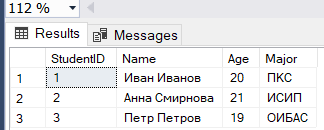 112 %
Results Messages
StudentID Name Age Major
1 1 Иван Иванов 20 ПКС
2 2 Анна Смирнова 21 ИСИП
3 3 Петр Петров 19 ОИБАС